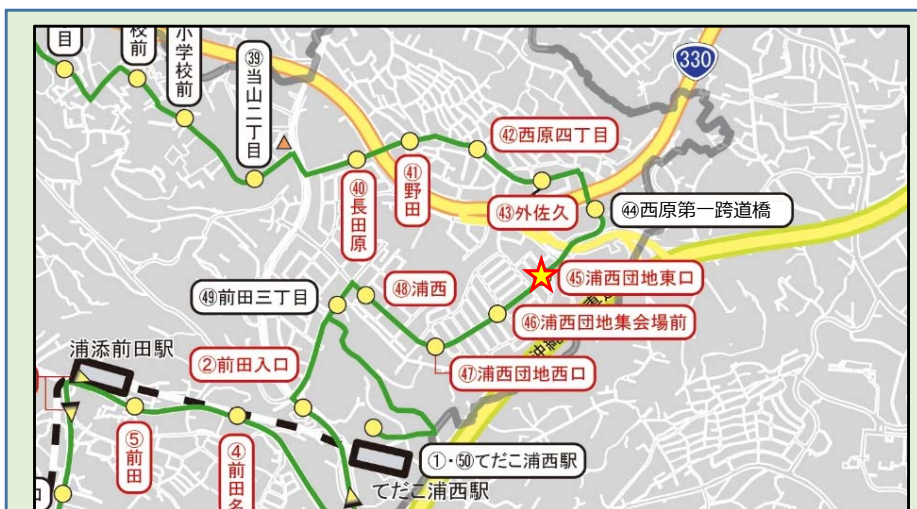 目
校前
小学校前
㊴当山二丁目
330
㊷西原四丁目
㊶野田
㊵長田原
㊸外佐久
㊹西原第一跨道橋
㊺浦西団地東口
㊽浦西
㊾前田三丁目
㊻浦西団地集会場前
浦添前田駅
②前田入口
㊼浦西団地西口
沖縄
⑤前田
④前田
①・㊿てだこ浦西駅
てだこ浦西駅